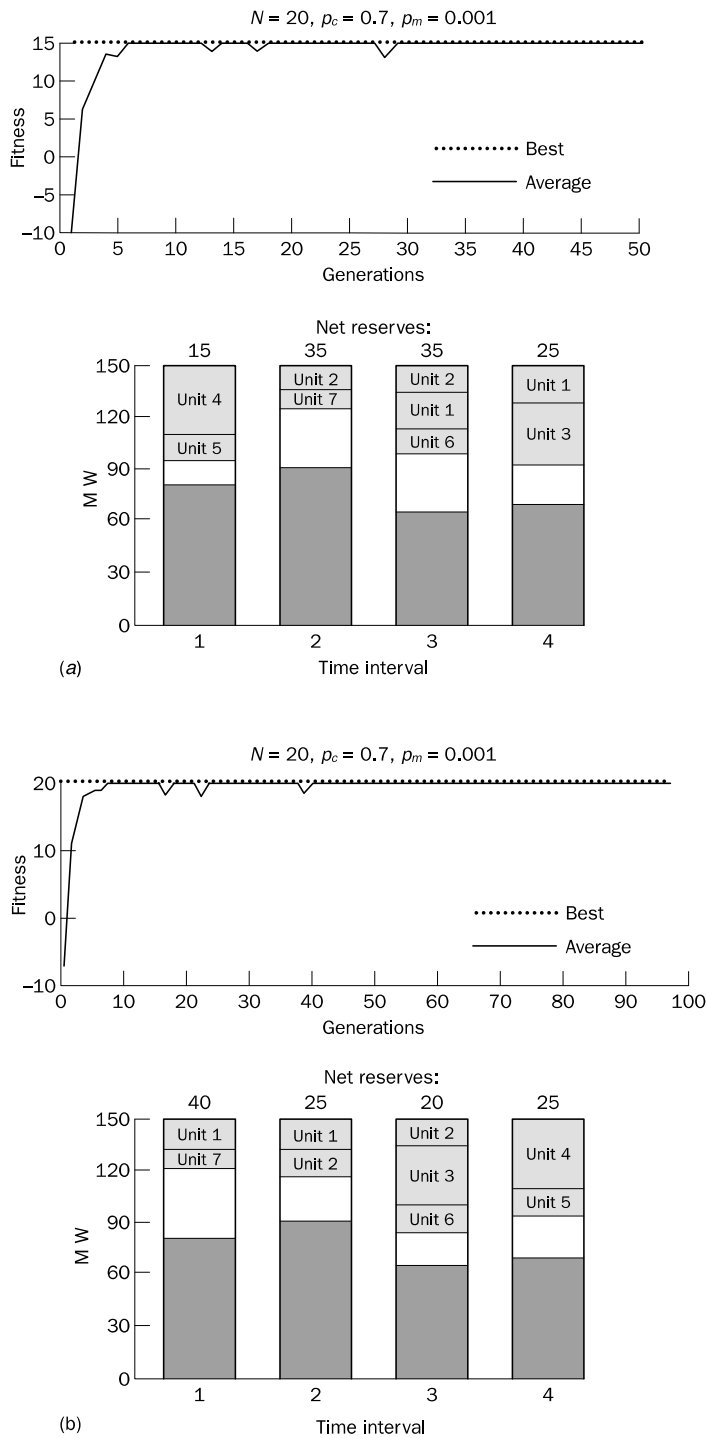 N = 20, pc = 0.7, pm = 0.001
15
10
5
0
−5
−10
Fitness
Best
Average
0 5 10 15 20 25 30 35 40 45 50
Generations
Net reserves:
15 35 35 25
150
120
90
60
30
0
M W
Unit 4
Unit 5
Unit 2
Unit 7
Unit 2
Unit 1
Unit 6
Unit 1
Unit 3
1 2 3 4
(a)
Time interval
N = 20, pc = 0.7, pm = 0.001
20
10
0
−10
Fitness
Best
Average
0 10 20 30 40 50 60 70 80 90 100
Generations
Net reserves:
40 25 20 25
150
120
90
60
30
0
M W
Unit 1
Unit 7
Unit 1
Unit 2
Unit 2
Unit 3
Unit 6
Unit 4
Unit 5
1 2 3 4
(b)
Time interval